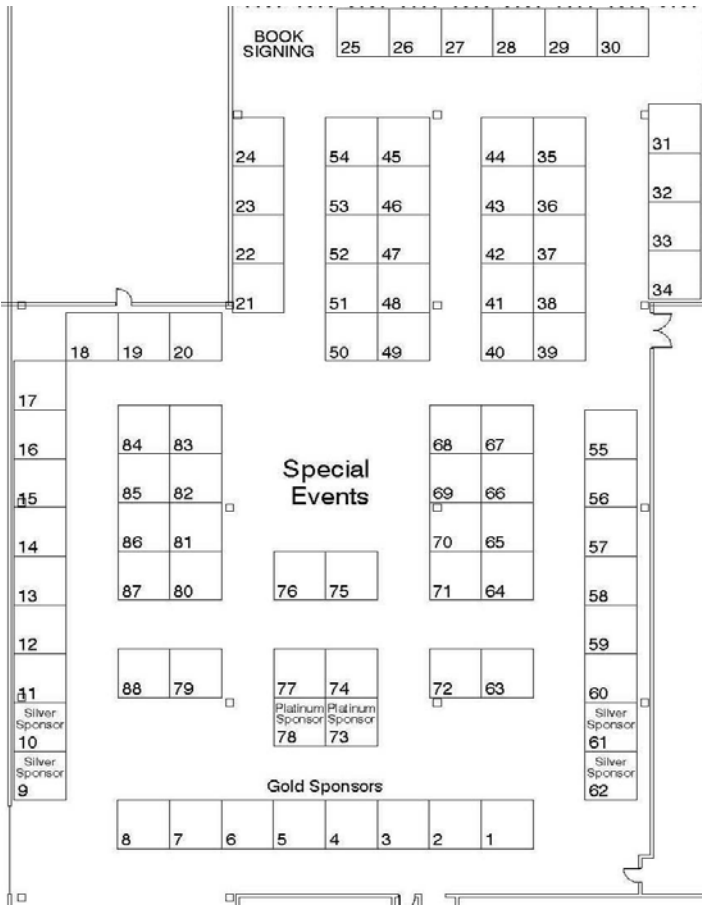 BOOK
SIGNING
25 26 27 28 29 30
24 54 45 44 35 31
23 53 46 43 36 32
22 52 47 42 37 33
21 51 48 41 38 34
18 19 20 50 49 40 39
17
84 83 68 67
16 55
Special
Events
85 82 69 66
15 56
86 81 70 65
14 57
87 80 76 75 71 64
13 58
12 59
88 79 77 74 72 63
11 60
Silver
Sponsor
10
Platinum Platinum
Sponsor Sponsor
78 73
Silver
Sponsor
61
Silver
Sponsor
9
Silver
Sponsor
62
Gold Sponsors
8 7 6 5 4 3 2 1